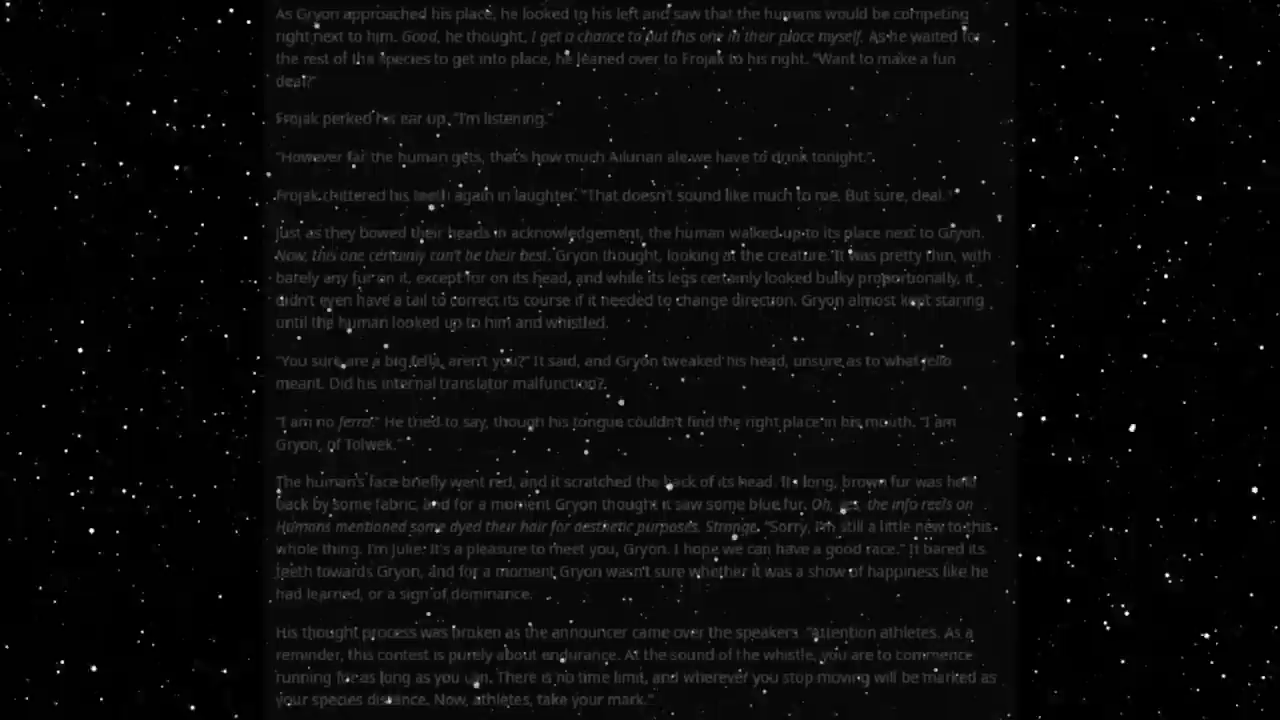 As Gryon approached his place, he looked to his left and saw that the humans would be competing
right next to him. Good, he thought, I get a chance to put this one in their place myself. As he waited for
the rest of the species to get into place, he leaned over to Frojak to his right. “Want to make a fun
deal?”
Frojak perked his ear up. “I’m listening.”
“However far the human gets, that’s how much Ailurian ale we have to drink tonight.”
Frojak chittered his teeth again in laughter. “That doesn’t sound like much to me. But sure, deal.”
Just as they bowed their heads in acknowledgement, the human walked up to its place next to Gryon.
Now, this one certainly can’t be their best. Gryon thought, looking at the creature. It was pretty thin, with
barely any fur on it, except for on its head, and while its legs certainly looked bulky proportionally, it
didn’t even have a tail to correct its course if it needed to change direction. Gryon almost kept staring
until the human looked up to him and whistled.
“You sure are a big fella, aren’t you?” It said, and Gryon tweaked his head, unsure as to what fella
meant. Did his internal translator malfunction?
“I am no ferra.” He tried to say, though his tongue couldn’t find the right place in his mouth. “I am
Gryon, of Tolwek.”
The human’s face briefly went red, and it scratched the back of its head. Its long, brown fur was held
back by some fabric, and for a moment Gryon thought it saw some blue fur. Oh, yes, the info reels on
Humans mentioned some dyed their hair for aesthetic purposes. Strange. “Sorry, I’m still a little new to this
whole thing. I’m Julie. It’s a pleasure to meet you, Gryon. I hope we can have a good race.” It bared its
teeth towards Gryon, and for a moment Gryon wasn’t sure whether it was a show of happiness like he
had learned, or a sign of dominance.
His thought process was broken as the announcer came over the speakers. “Attention athletes. As a
reminder, this contest is purely about endurance. At the sound of the whistle, you are to commence
running for as long as you can. There is no time limit, and wherever you stop moving will be marked as
your species distance. Now, athletes, take your mark.”